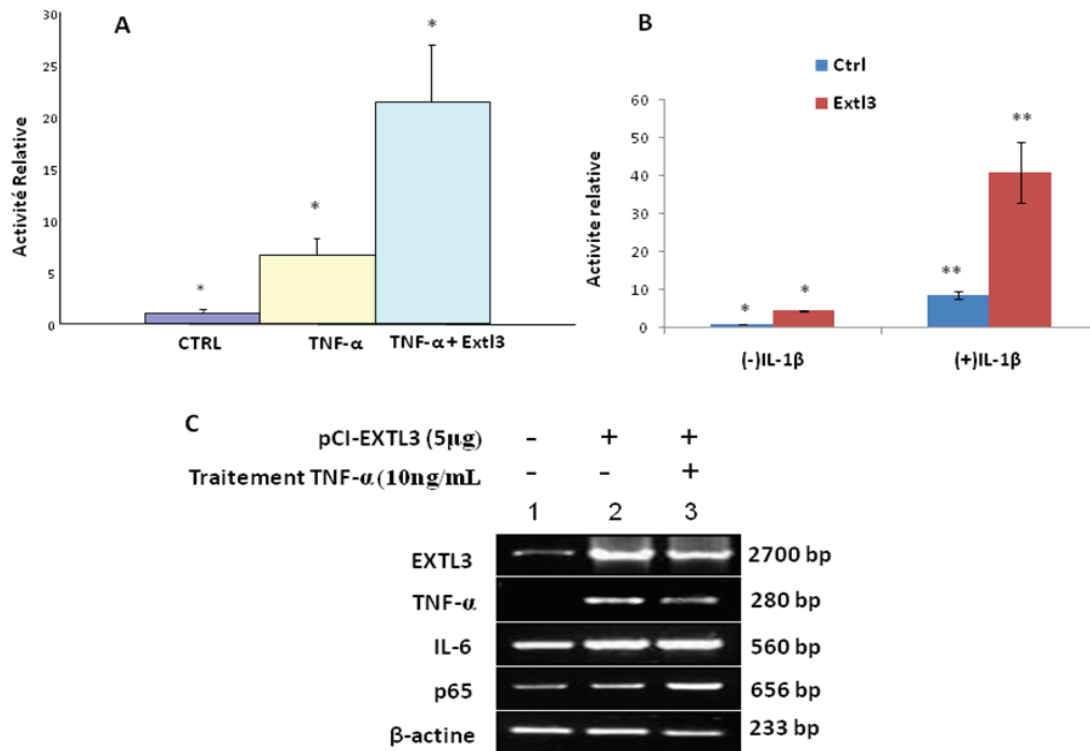 A
Activité Relative
30
25
20
15
10
5
0
*
*
*
CTRL
TNF-α
TNF-α + Extl3
B
Ctrl
Extl3
Activite relative
60
50
40
30
20
10
0
*
*
**
**
(-)IL-1β
(+)IL-1β
C
pCI-EXTL3 (5µg) - + +
Traitement TNF-α (10ng/mL - - +
1 2 3
EXTL3 2700 bp
TNF-α 280 bp
IL-6 560 bp
p65 656 bp
β-actine 233 bp